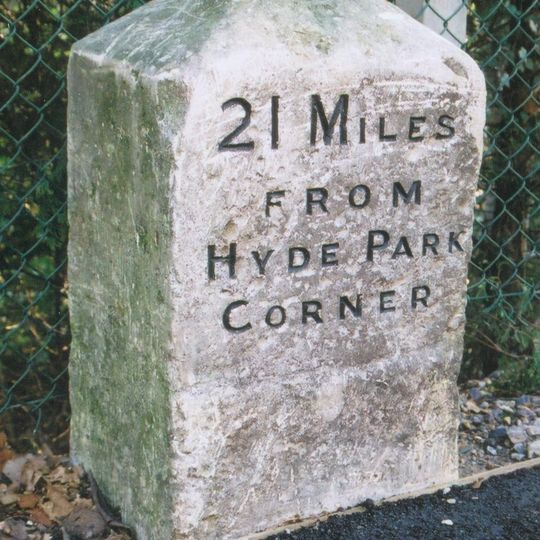 21 MILES
FROM
HYDE PARK
CORNER